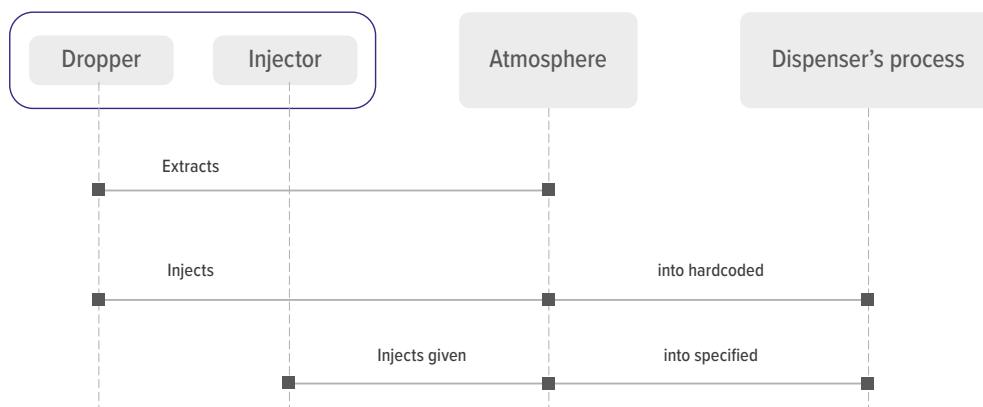 Dropper
Injector
Atmosphere
Dispenser’s process
Extracts
Injects
into hardcoded
Injects given
into specified